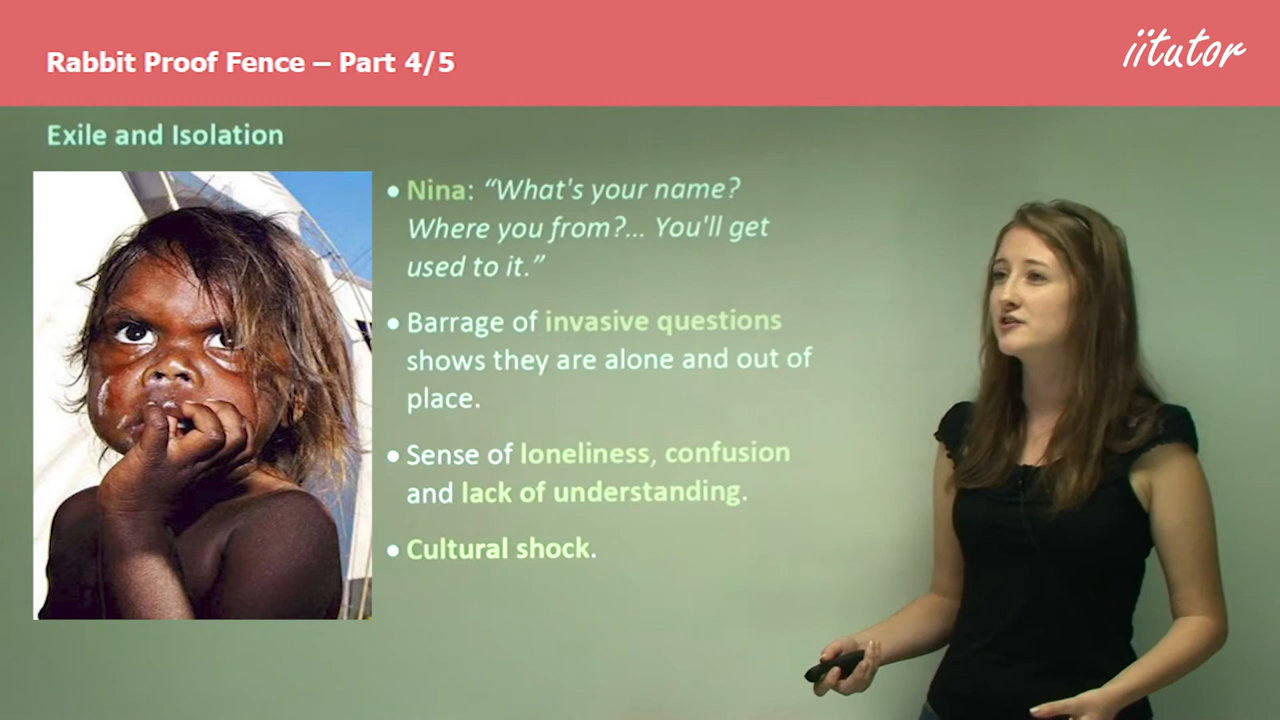 Rabbit Proof Fence – Part 4/5
iitutor
Exile and Isolation
• Nina: “What's your name?
Where you from?... You'll get
used to it.”
• Barrage of invasive questions
shows they are alone and out of
place.
• Sense of loneliness, confusion
and lack of understanding.
• Cultural shock.